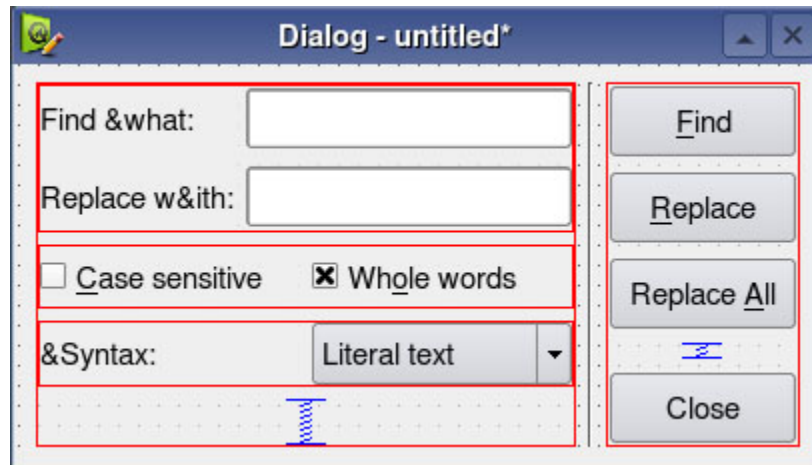 Dialog - untitled*
Find &what:
Replace w&ith:
Case sensitive
Whole words
&Syntax:
Literal text
Find
Replace
Replace All
Close